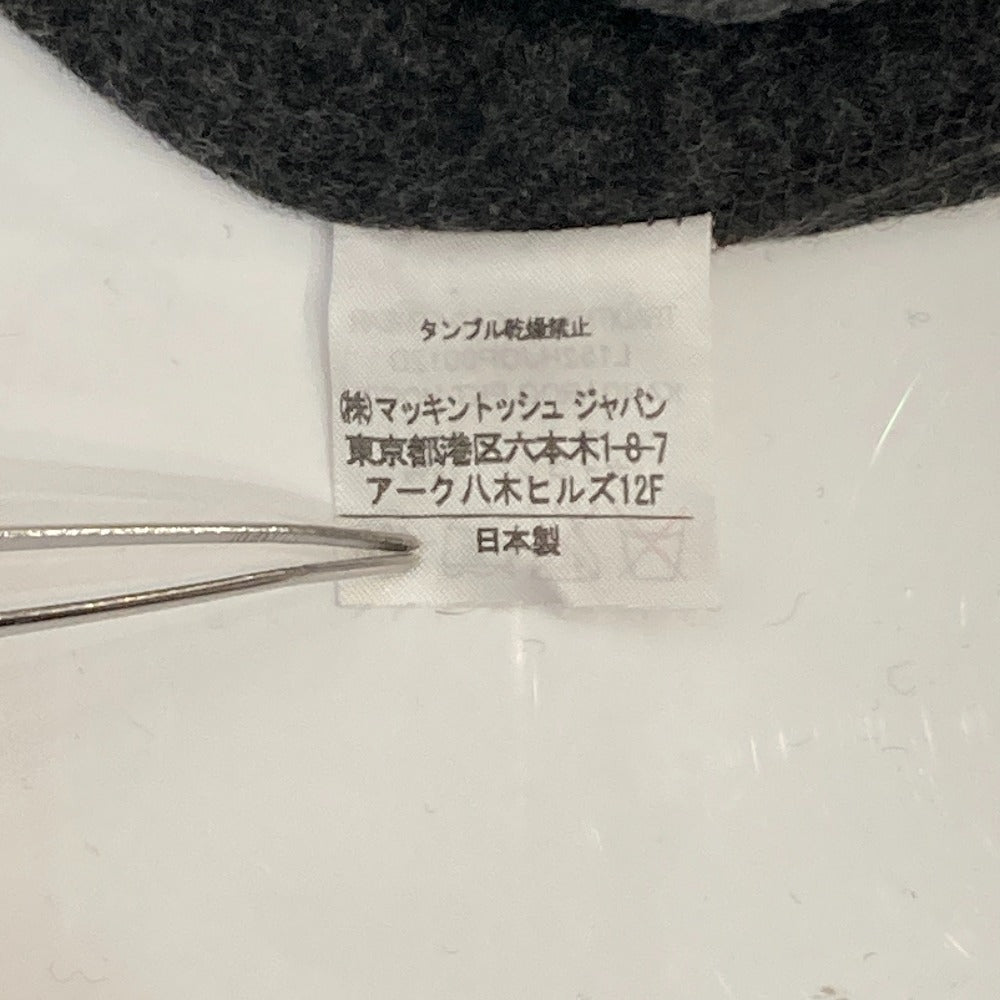 タンブル乾燥禁止
(株)マッキントッシュ ジャパン
東京都港区六本木1-8-7
アーク八木ヒルズ12F
日本製